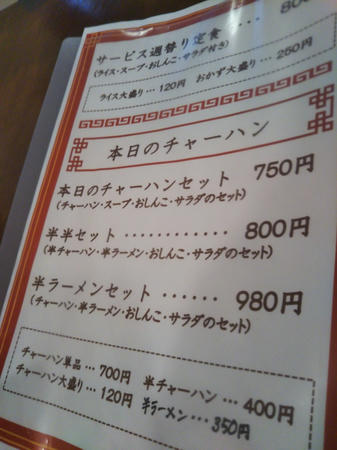 サービス週替り定食 ‥‥ 80
(ライス・スープ・おしんこ・サラダ付き)
ライス大盛り … 120円 おかず大盛り … 250円
本日のチャーハン
本日のチャーハンセット 750円
(チャーハン・スープ・おしんこ・サラダのセット)
半半セット ………… 800円
(半チャーハン・半ラーメン・おしんこ・サラダのセット)
半ラーメンセット ‥‥‥ 980円
(チャーハン・半ラーメン・おしんこ・サラダのセット)
チャーハン単品 … 700円 半チャーハン … 400円
チャーハン大盛り … 120円 半ラーメン … 350円